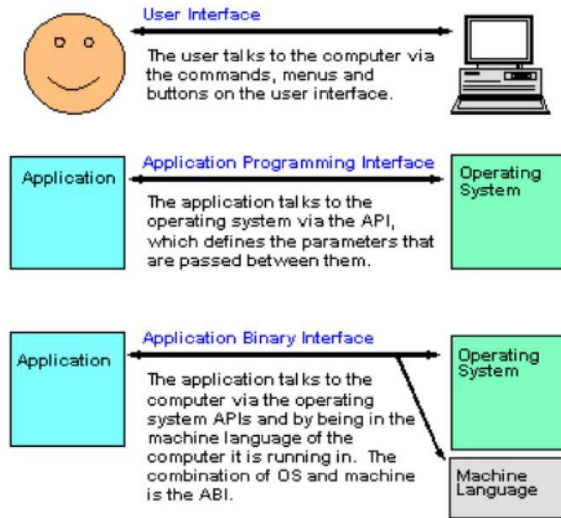 User Interface
The user talks to the computer via
the commands, menus and
buttons on the user interface.
Application
Application Programming Interface
Operating
System
The application talks to the
operating system via the API,
which defines the parameters that
are passed between them.
Application
Application Binary Interface
Operating
System
The application talks to the
computer via the operating
system APIs and by being in the
machine language of the
computer it is running in. The
combination of OS and machine
is the ABI.
Machine
Language